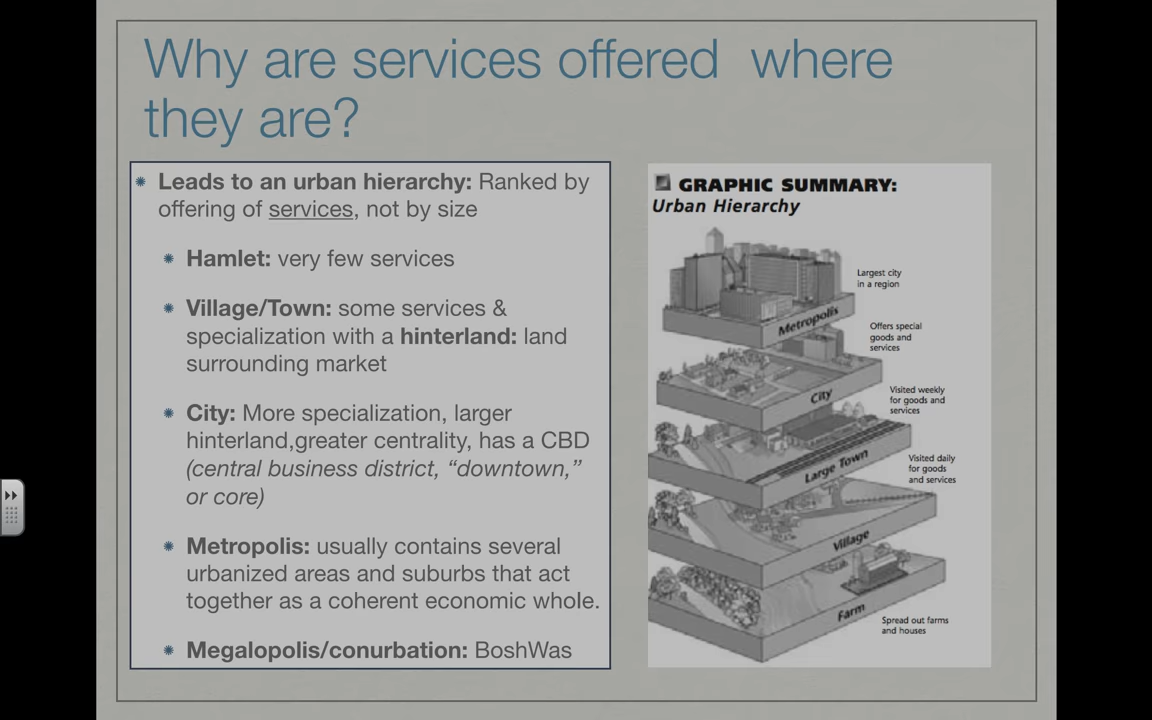 Why are services offered where
they are?
Leads to an urban hierarchy: Ranked by
offering of services, not by size
Hamlet: very few services
Village/Town: some services &
specialization with a hinterland: land
surrounding market
City: More specialization, larger
hinterland,greater centrality, has a CBD
(central business district, “downtown,”
or core)
Metropolis: usually contains several
urbanized areas and suburbs that act
together as a coherent economic whole.
Megalopolis/conurbation: BoshWas
GRAPHIC SUMMARY:
Urban Hierarchy
Largest city
in a region
Metropolis
Offers special
goods and
services
City
Visited weekly
for goods and
services
Large Town
Visited daily
for goods
and services
Village
Farm
Spread out farms
and houses